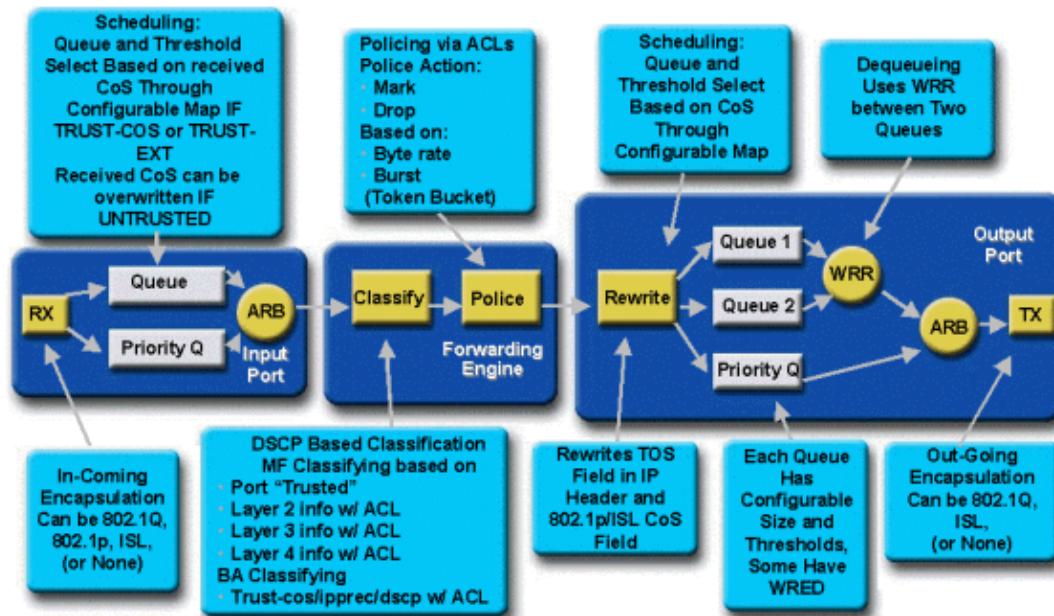 Scheduling:
Queue and Threshold
Select Based on received
CoS Through
Configurable Map IF
TRUST-COS or TRUST-
EXT
Received CoS can be
overwritten IF
UNTRUSTED
Policing via ACLs
Police Action:
• Mark
• Drop
Based on:
• Byte rate
• Burst
(Token Bucket)
Scheduling:
Queue and
Threshold Select
Based on CoS
Through
Configurable Map
Dequeueing
Uses WRR
between Two
Queues
RX
Queue
Priority Q
ARB
Input
Port
Classify
Police
Forwarding
Engine
Rewrite
Queue 1
Queue 2
Priority Q
WRR
ARB
TX
Output
Port
In-Coming
Encapsulation
Can be 802.1Q,
802.1p, ISL,
(or None)
DSCP Based Classification
MF Classifying based on
• Port “Trusted”
• Layer 2 info w/ ACL
• Layer 3 info w/ ACL
• Layer 4 info w/ ACL
BA Classifying
• Trust-cos/ipprec/dscp w/ ACL
Rewrites TOS
Field in IP
Header and
802.1p/ISL CoS
Field
Each Queue
Has
Configurable
Size and
Thresholds,
Some Have
WRED
Out-Going
Encapsulation
Can be 802.1Q,
ISL,
(or None)